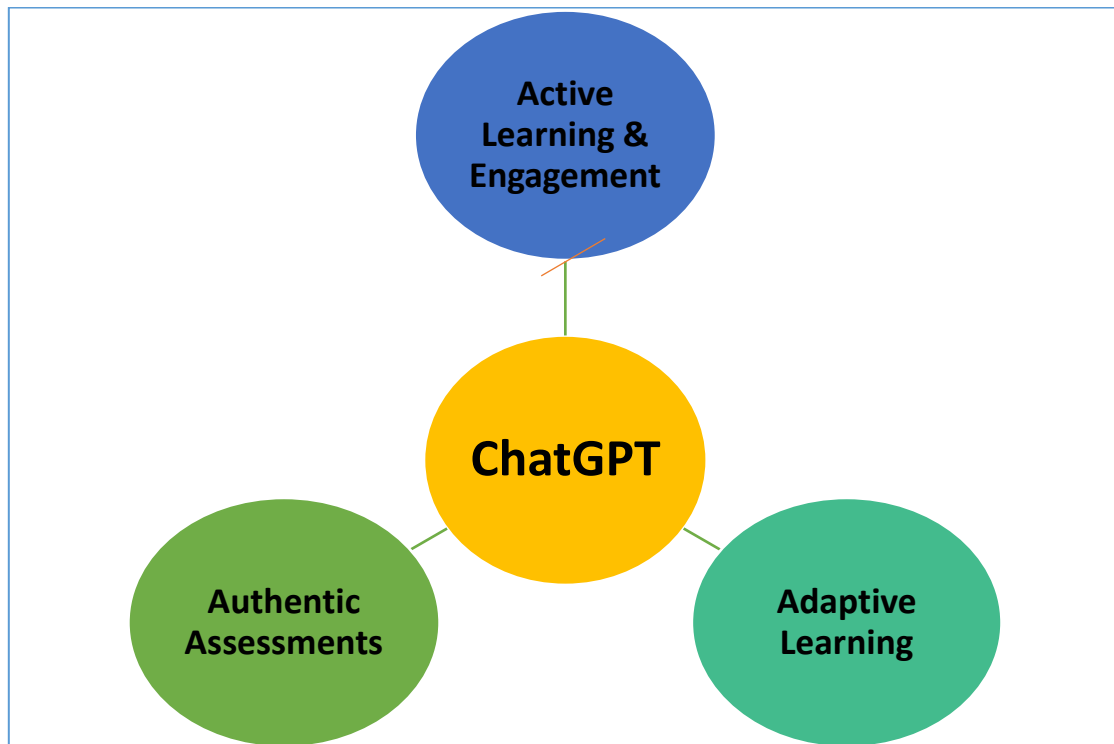 Active
Learning &
Engagement
ChatGPT
Authentic
Assessments
Adaptive
Learning